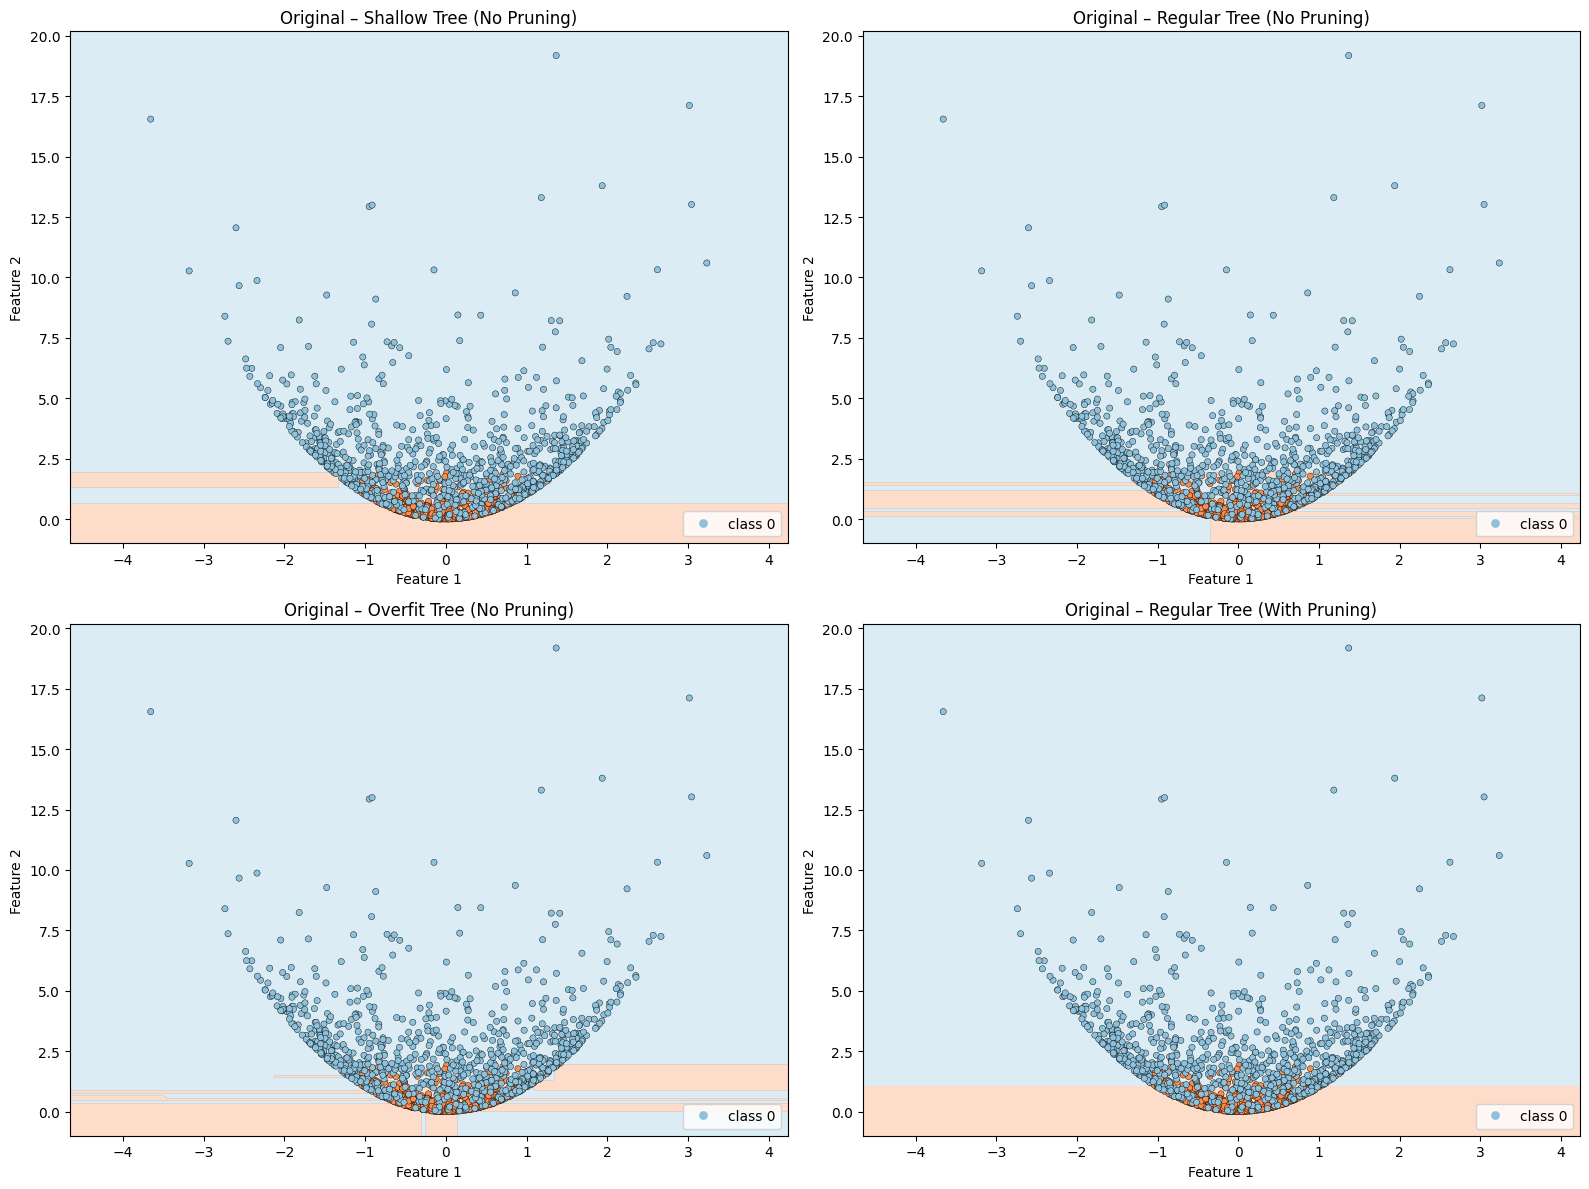 Original – Shallow Tree (No Pruning)
20.0
17.5
15.0
12.5
10.0
7.5
5.0
2.5
0.0
Feature 2
−4 −3 −2 −1 0 1 2 3 4
Feature 1
class 0
Original – Regular Tree (No Pruning)
20.0
17.5
15.0
12.5
10.0
7.5
5.0
2.5
0.0
Feature 2
−4 −3 −2 −1 0 1 2 3 4
Feature 1
class 0
Original – Overfit Tree (No Pruning)
20.0
17.5
15.0
12.5
10.0
7.5
5.0
2.5
0.0
Feature 2
−4 −3 −2 −1 0 1 2 3 4
Feature 1
class 0
Original – Regular Tree (With Pruning)
20.0
17.5
15.0
12.5
10.0
7.5
5.0
2.5
0.0
Feature 2
−4 −3 −2 −1 0 1 2 3 4
Feature 1
class 0